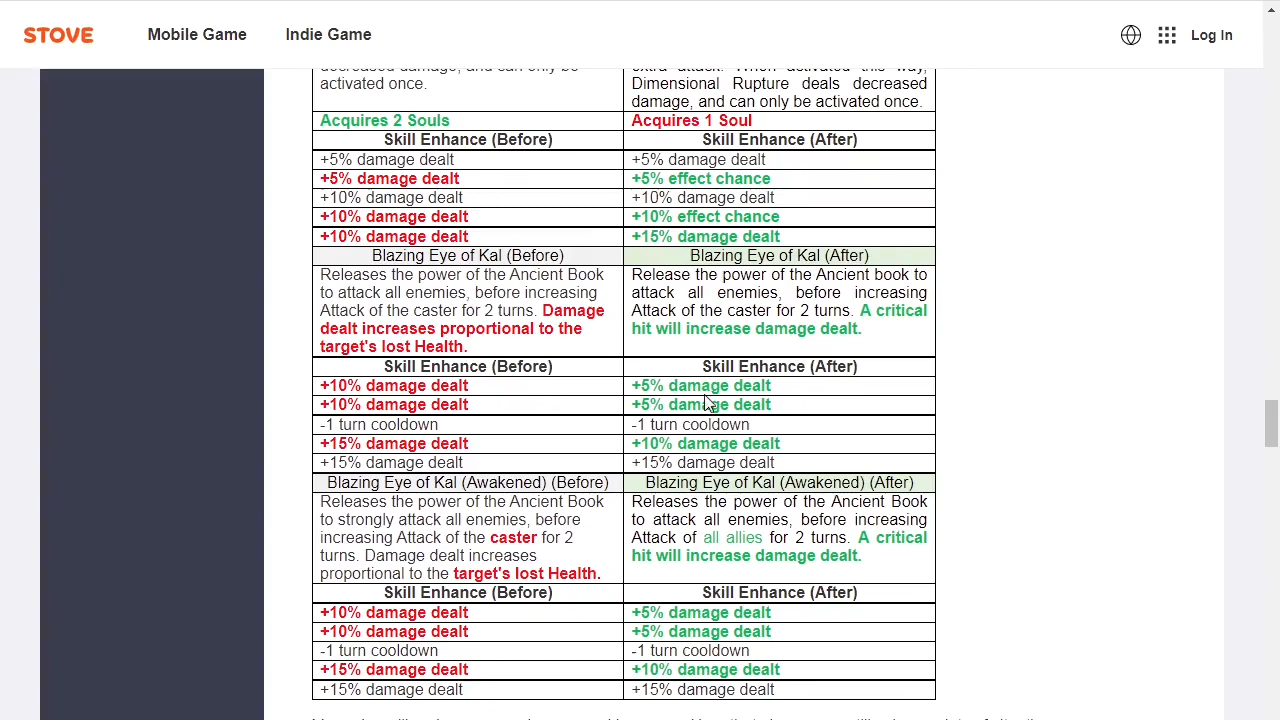 STOVE
Mobile Game
Indie Game
Log In
decreased damage, and can only be
activated once.
extra attack. When activated this way,
Dimensional Rupture deals decreased
damage, and can only be activated once.
Acquires 2 Souls
Acquires 1 Soul
Skill Enhance (Before)
Skill Enhance (After)
+5% damage dealt
+5% damage dealt
+5% damage dealt
+5% effect chance
+10% damage dealt
+10% damage dealt
+10% damage dealt
+10% effect chance
+10% damage dealt
+15% damage dealt
Blazing Eye of Kal (Before)
Blazing Eye of Kal (After)
Releases the power of the Ancient Book
to attack all enemies, before increasing
Attack of the caster for 2 turns. Damage
dealt increases proportional to the
target's lost Health.
Release the power of the Ancient book to
attack all enemies, before increasing
Attack of the caster for 2 turns. A critical
hit will increase damage dealt.
Skill Enhance (Before)
Skill Enhance (After)
+10% damage dealt
+5% damage dealt
+10% damage dealt
+5% damage dealt
-1 turn cooldown
-1 turn cooldown
+15% damage dealt
+10% damage dealt
+15% damage dealt
+15% damage dealt
Blazing Eye of Kal (Awakened) (Before)
Blazing Eye of Kal (Awakened) (After)
Releases the power of the Ancient Book
to strongly attack all enemies, before
increasing Attack of the caster for 2
turns. Damage dealt increases
proportional to the target's lost Health.
Releases the power of the Ancient Book
to attack all enemies, before increasing
Attack of all allies for 2 turns. A critical
hit will increase damage dealt.
Skill Enhance (Before)
Skill Enhance (After)
+10% damage dealt
+5% damage dealt
+10% damage dealt
+5% damage dealt
-1 turn cooldown
-1 turn cooldown
+15% damage dealt
+10% damage dealt
+15% damage dealt
+15% damage dealt